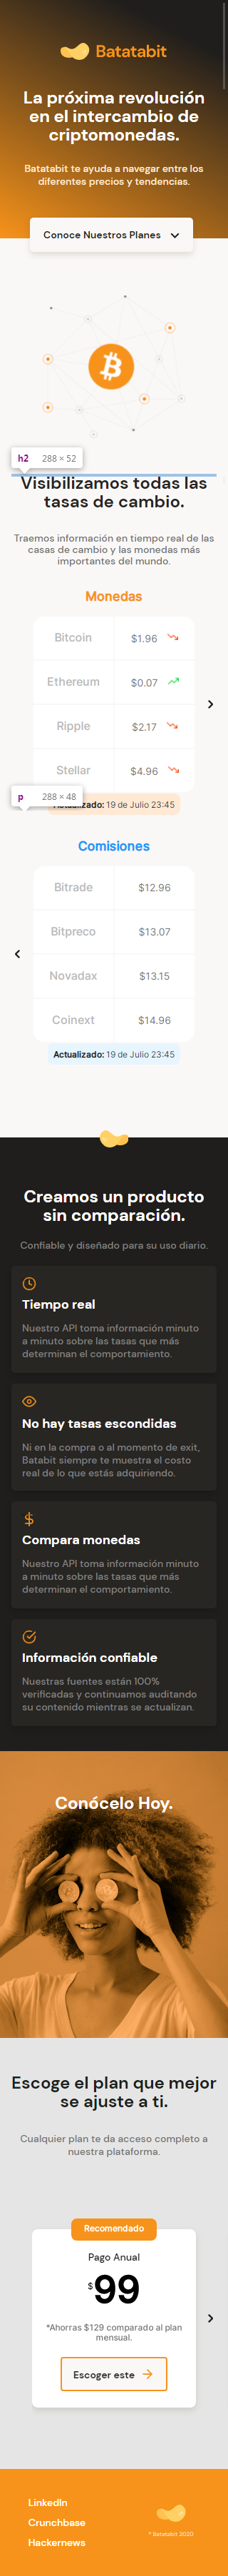 Batatabit
La próxima revolución
en el intercambio de
criptomonedas.
Batatabit te ayuda a navegar entre los
diferentes precios y tendencias.
Conoce Nuestros Planes
h2 288 × 52
Visibilizamos todas las
tasas de cambio.
Traemos información en tiempo real de las
casas de cambio y las monedas más
importantes del mundo.
Monedas
Bitcoin $1.96
Ethereum $0.07
Ripple $2.17
Stellar $4.96
p 288 × 48
Actualizado: 19 de Julio 23:45
Comisiones
Bitrade $12.96
Bitpreco $13.07
Novadax $13.15
Coinext $14.96
Actualizado: 19 de Julio 23:45
Creamos un producto
sin comparación.
Confiable y diseñado para su uso diario.
Tiempo real
Nuestro API toma información minuto
a minuto sobre las tasas que más
determinan el comportamiento.
No hay tasas escondidas
Ni en la compra o al momento de exit,
Batabit siempre te muestra el costo
real de lo que estás adquiriendo.
Compara monedas
Nuestro API toma información minuto
a minuto sobre las tasas que más
determinan el comportamiento.
Información confiable
Nuestras fuentes están 100%
verificadas y continuamos auditando
su contenido mientras se actualizan.
Conócelo Hoy.
Escoge el plan que mejor
se ajuste a ti.
Cualquier plan te da acceso completo a
nuestra plataforma.
Recomendado
Pago Anual
$99
*Ahorras $129 comparado al plan
mensual.
Escoger este
LinkedIn
Crunchbase
Hackernews
° Batatabit 2020